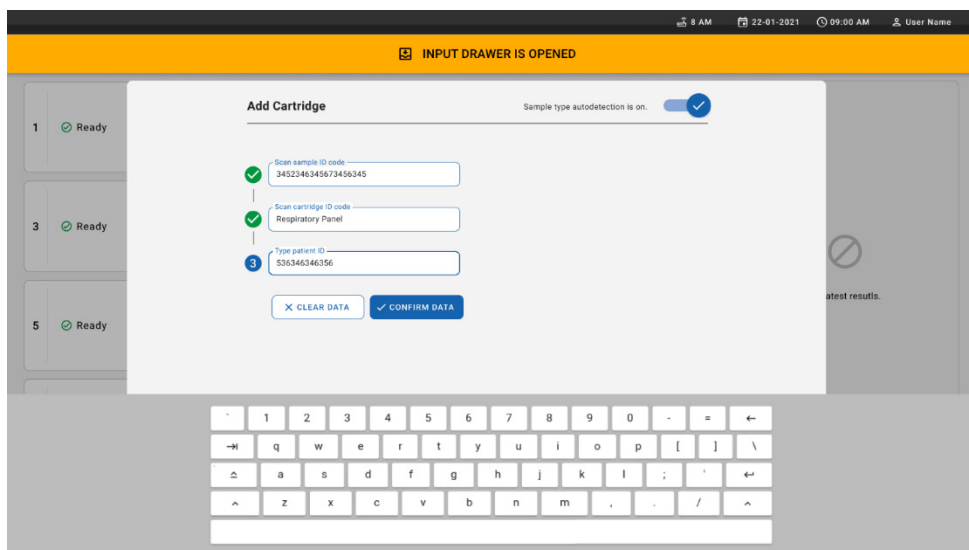 8 AM 22-01-2021 09:00 AM User Name
INPUT DRAWER IS OPENED
Add Cartridge Sample type autodetection is on.
1 Ready
Scan sample ID code
3452346345673456345
Scan cartridge ID code
Respiratory Panel
3 Ready
Type patient ID
3 536346346356
atest resutls.
CLEAR DATA CONFIRM DATA
5 Ready
` 1 2 3 4 5 6 7 8 9 0 - =
q w e r t y u i o p [ ] \
a s d f g h j k l ; '
z x c v b n m , . /